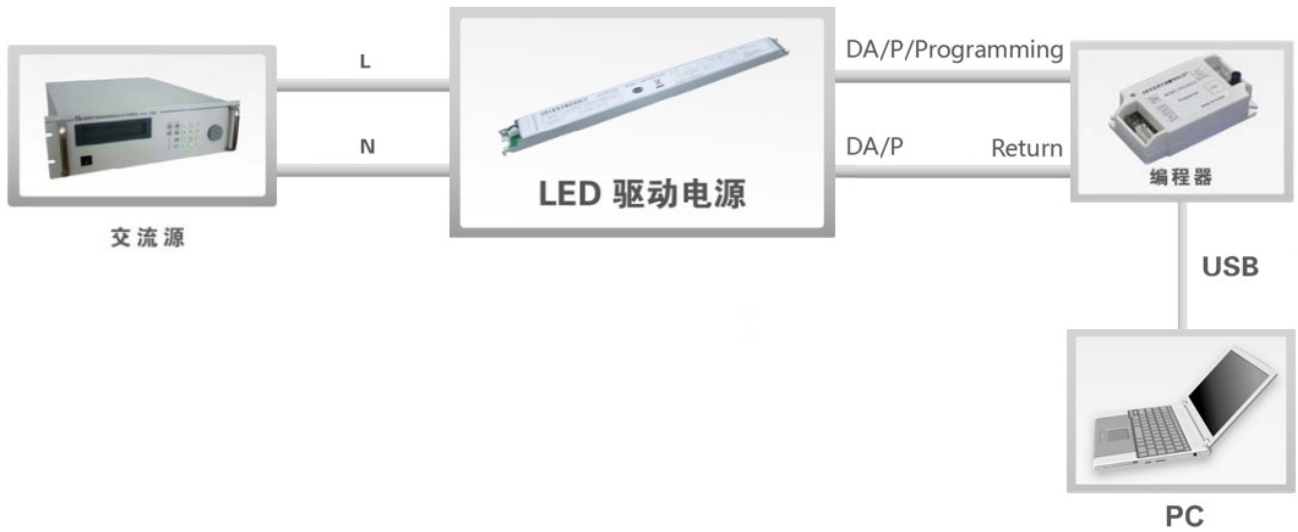 L
N
交流源
LED 驱动电源
DA/P/Programming
DA/P Return
编程器
USB
PC